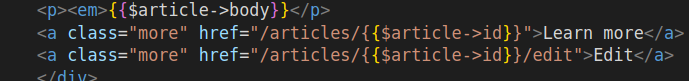 <p><em>{{$article->body}}</p>
<a class="more" href="/articles/{{$article->id}}">Learn more</a>
<a class="more" href="/articles/{{$article->id}}/edit">Edit</a>
</div>